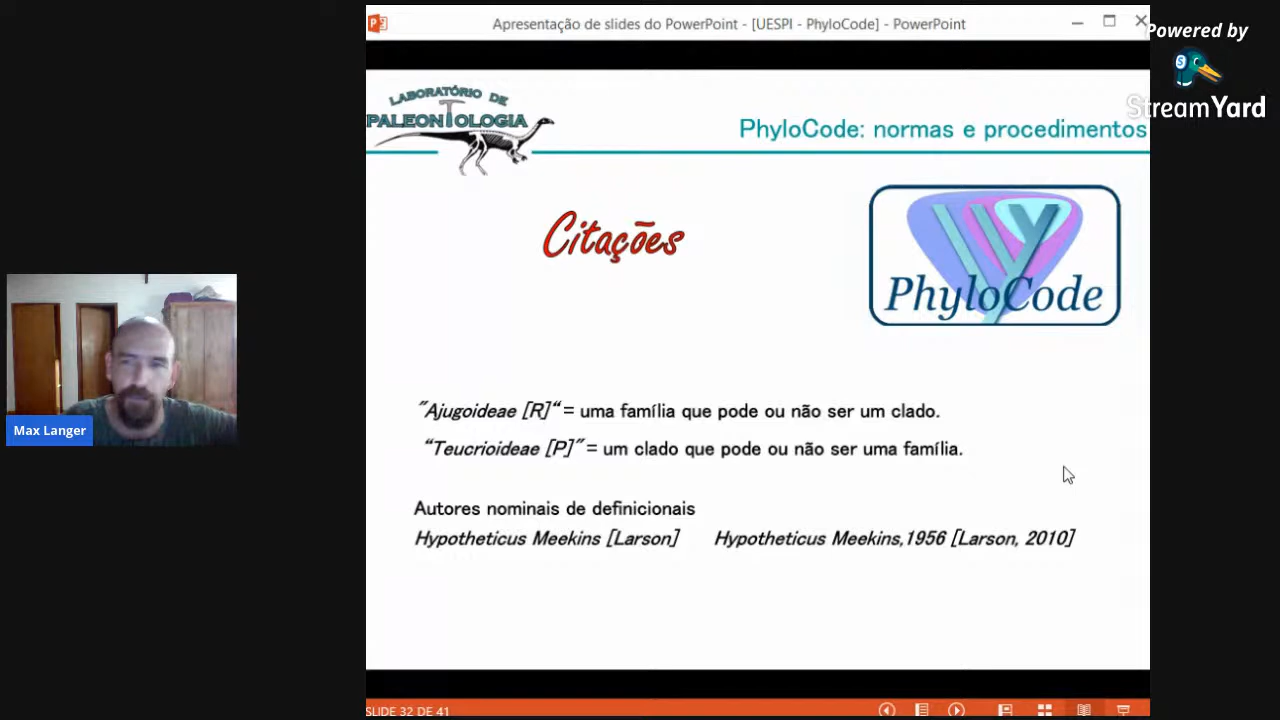 Apresentação de slides do PowerPoint - [UESPI - PhyloCode] - PowerPoint
Powered by
StreamYard
LABORATÓRIO DE
PALEONTOLOGIA
PhyloCode: normas e procedimentos
Citações
PhyloCode
"Ajugoideae [R]“= uma família que pode ou não ser um clado.
“Teucrioideae [P]"= um clado que pode ou não ser uma família.
Max Langer
Autores nominais de definicionais
Hypotheticus Meekins [Larson] Hypotheticus Meekins,1956 [Larson, 2010]
SLIDE 32 DE 41